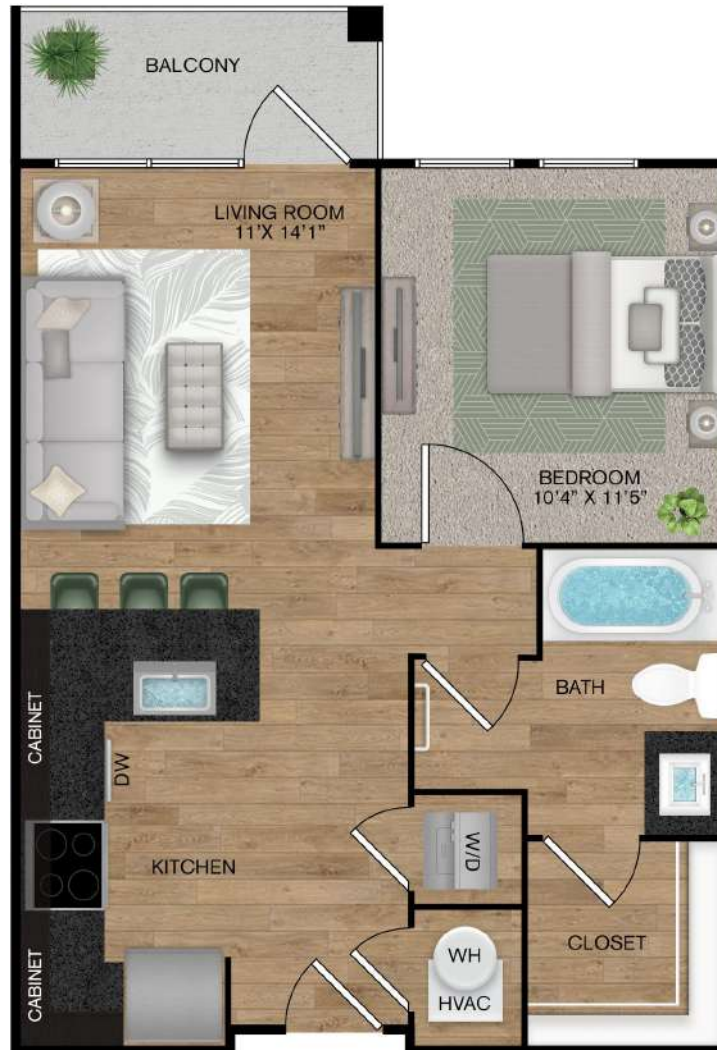 BALCONY
LIVING ROOM
11'X 14'1"
BEDROOM
10'4" X 11'5"
BATH
CABINET
DW
KITCHEN
W/D
CABINET
WH
HVAC
CLOSET